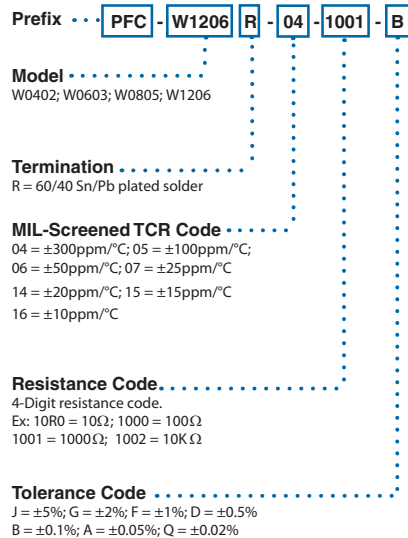 Prefix PFC - W1206 R - 04 - 1001 - B
Model
W0402; W0603; W0805; W1206
Termination
R = 60/40 Sn/Pb plated solder
MIL-Screened TCR Code
04 = ±300ppm/°C; 05 = ±100ppm/°C;
06 = ±50ppm/°C; 07 = ±25ppm/°C
14 = ±20ppm/°C; 15 = ±15ppm/°C
16 = ±10ppm/°C
Resistance Code
4-Digit resistance code.
Ex: 10R0 = 10Ω; 1000 = 100Ω
1001 = 1000Ω; 1002 = 10K Ω
Tolerance Code
J = ±5%; G = ±2%; F = ±1%; D = ±0.5%
B = ±0.1%; A = ±0.05%; Q = ±0.02%